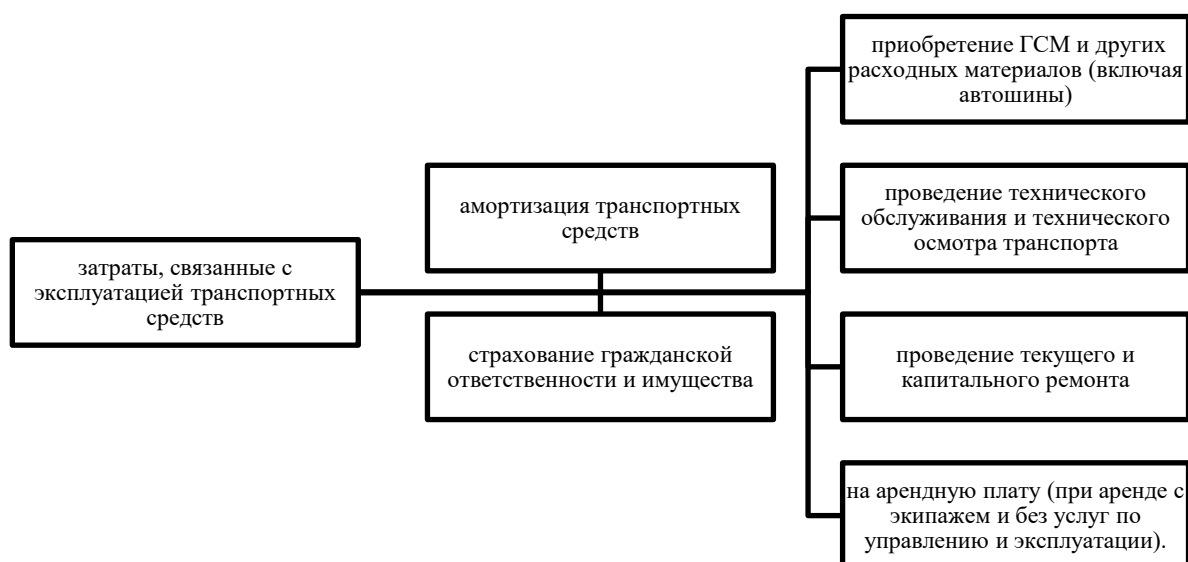 затраты, связанные с
эксплуатацией транспортных
средств
амортизация транспортных
средств
страхование гражданской
ответственности и имущества
приобретение ГСМ и других
расходных материалов (включая
автошины)
проведение технического
обслуживания и технического
осмотра транспорта
проведение текущего и
капитального ремонта
на арендную плату (при аренде с
экипажем и без услуг по
управлению и эксплуатации).